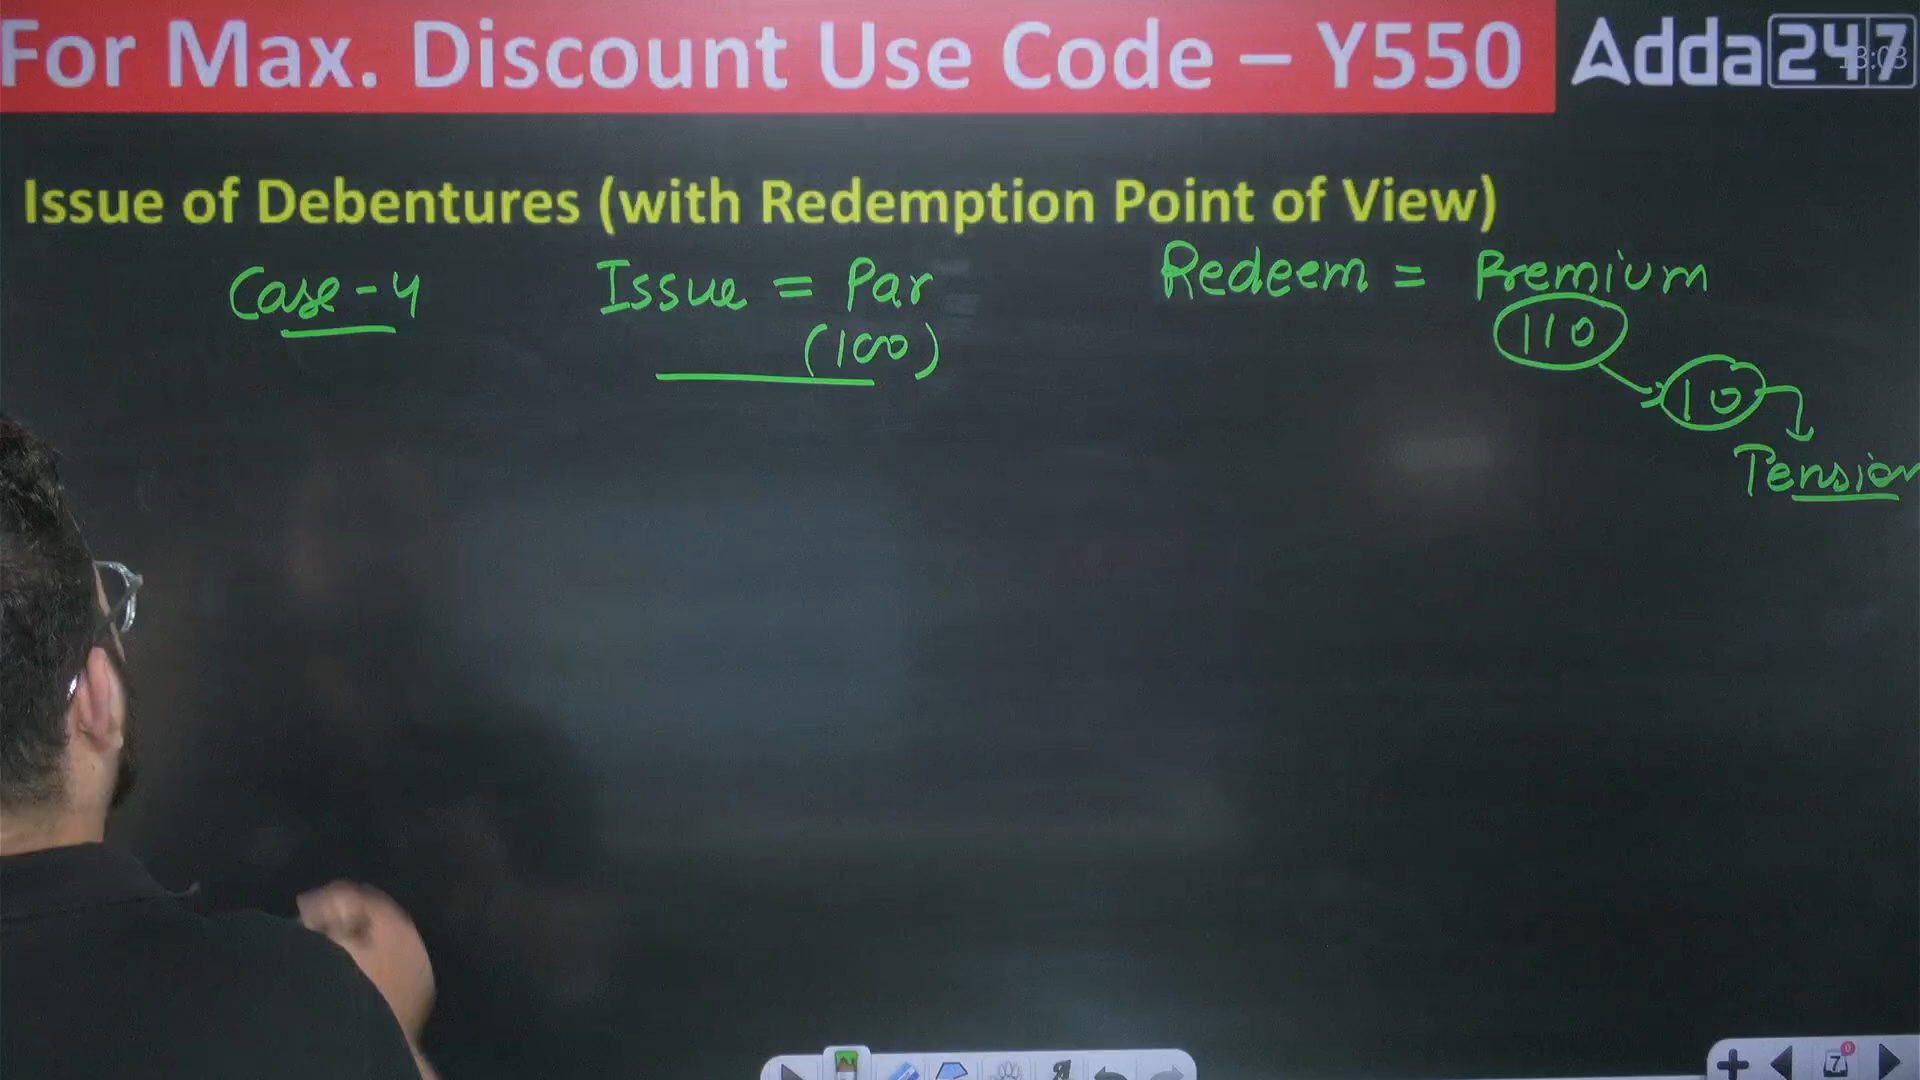 For Max. Discount Use Code – Y550 Adda247
Issue of Debentures (with Redemption Point of View)
Case-4 Issue = Par Redeem = Premium
(100) 110
10
Tension
7